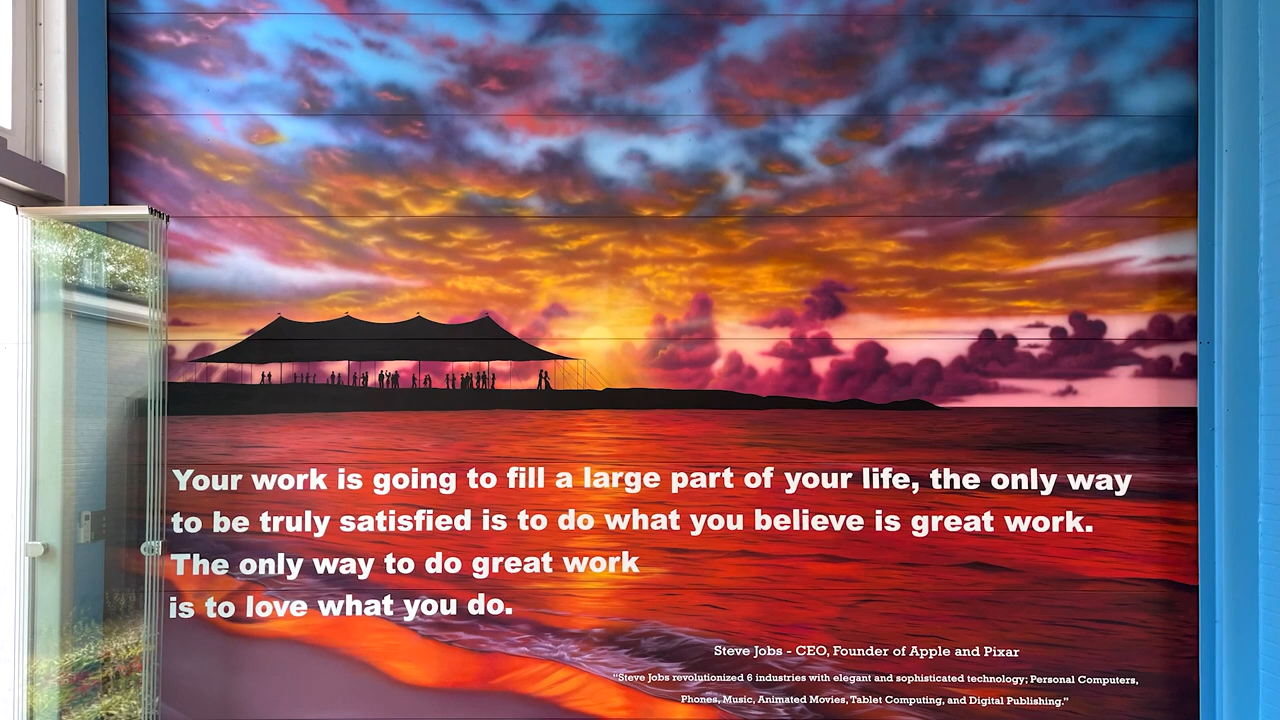 Your work is going to fill a large part of your life, the only way
to be truly satisfied is to do what you believe is great work.
The only way to do great work
is to love what you do.
Steve Jobs - CEO, Founder of Apple and Pixar
“Steve Jobs revolutionized 6 industries with elegant and sophisticated technology; Personal Computers,
Phones, Music, Animated Movies, Tablet Computing, and Digital Publishing.”